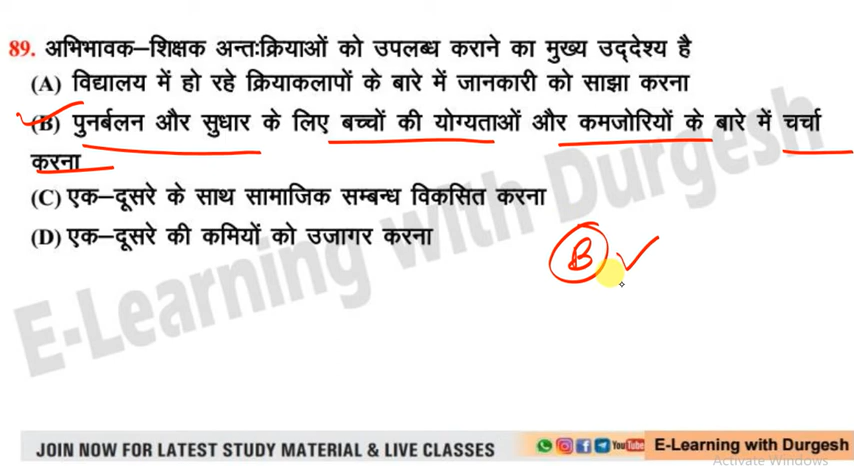 89. अभिभावक–शिक्षक अन्तःक्रियाओं को उपलब्ध कराने का मुख्य उद्देश्य है
(A) विद्यालय में हो रहे क्रियाकलापों के बारे में जानकारी को साझा करना
(B) पुनर्बलन और सुधार के लिए बच्चों की योग्यताओं और कमजोरियों के बारे में चर्चा
करना
(C) एक–दूसरे के साथ सामाजिक सम्बन्ध विकसित करना
(D) एक–दूसरे की कमियों को उजागर करना
B
E-Learning with Durgesh
JOIN NOW FOR LATEST STUDY MATERIAL & LIVE CLASSES YouTube E-Learning with Durgesh
Activate Windows